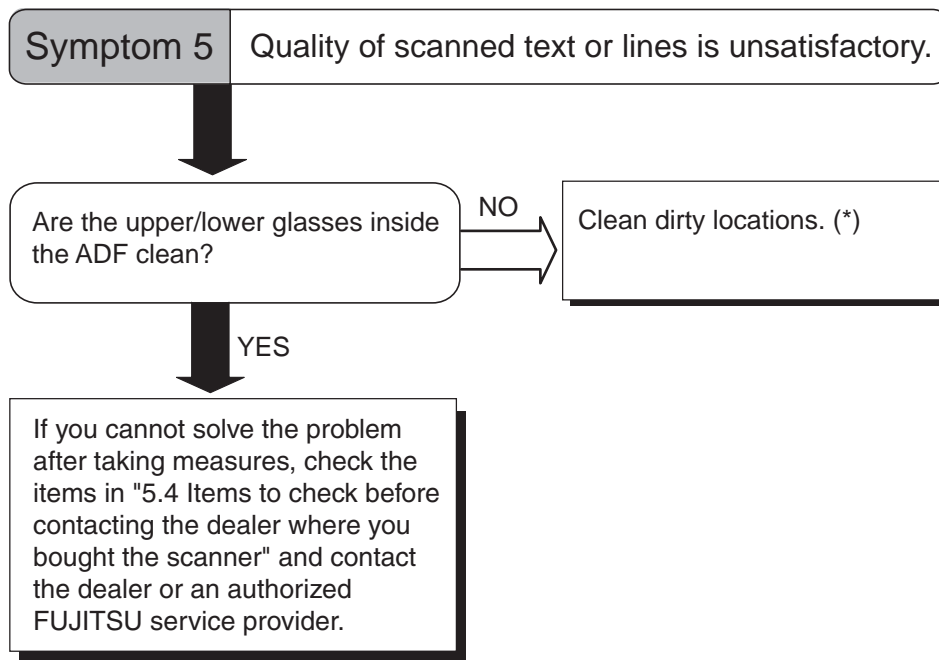 Symptom 5
Quality of scanned text or lines is unsatisfactory.
Are the upper/lower glasses inside
the ADF clean?
NO
Clean dirty locations. (*)
YES
If you cannot solve the problem
after taking measures, check the
items in "5.4 Items to check before
contacting the dealer where you
bought the scanner" and contact
the dealer or an authorized
FUJITSU service provider.